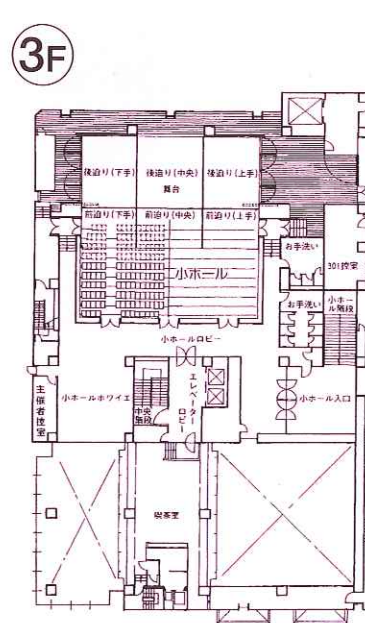 3F
後迫り(下手)
後迫り(中央)
後迫り(上手)
舞台
前迫り(下手)
前迫り(中央)
前迫り(上手)
お手洗い
301控室
小ホール
お手洗い
小ホー
ル階段
小ホールロビー
エレベーター
ロビー
主催者控室
小ホールホワイエ
中央
階段
小ホール入口
喫茶室